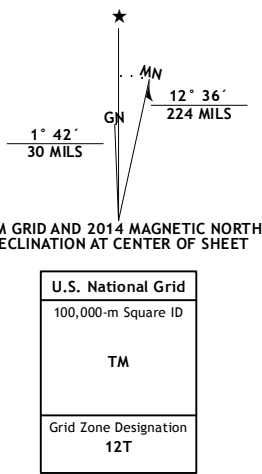 ★
MN
GN
12° 36´
224 MILS
1° 42´
30 MILS
M GRID AND 2014 MAGNETIC NORTH
ECLINATION AT CENTER OF SHEET
U.S. National Grid
100,000-m Square ID
TM
Grid Zone Designation
12T